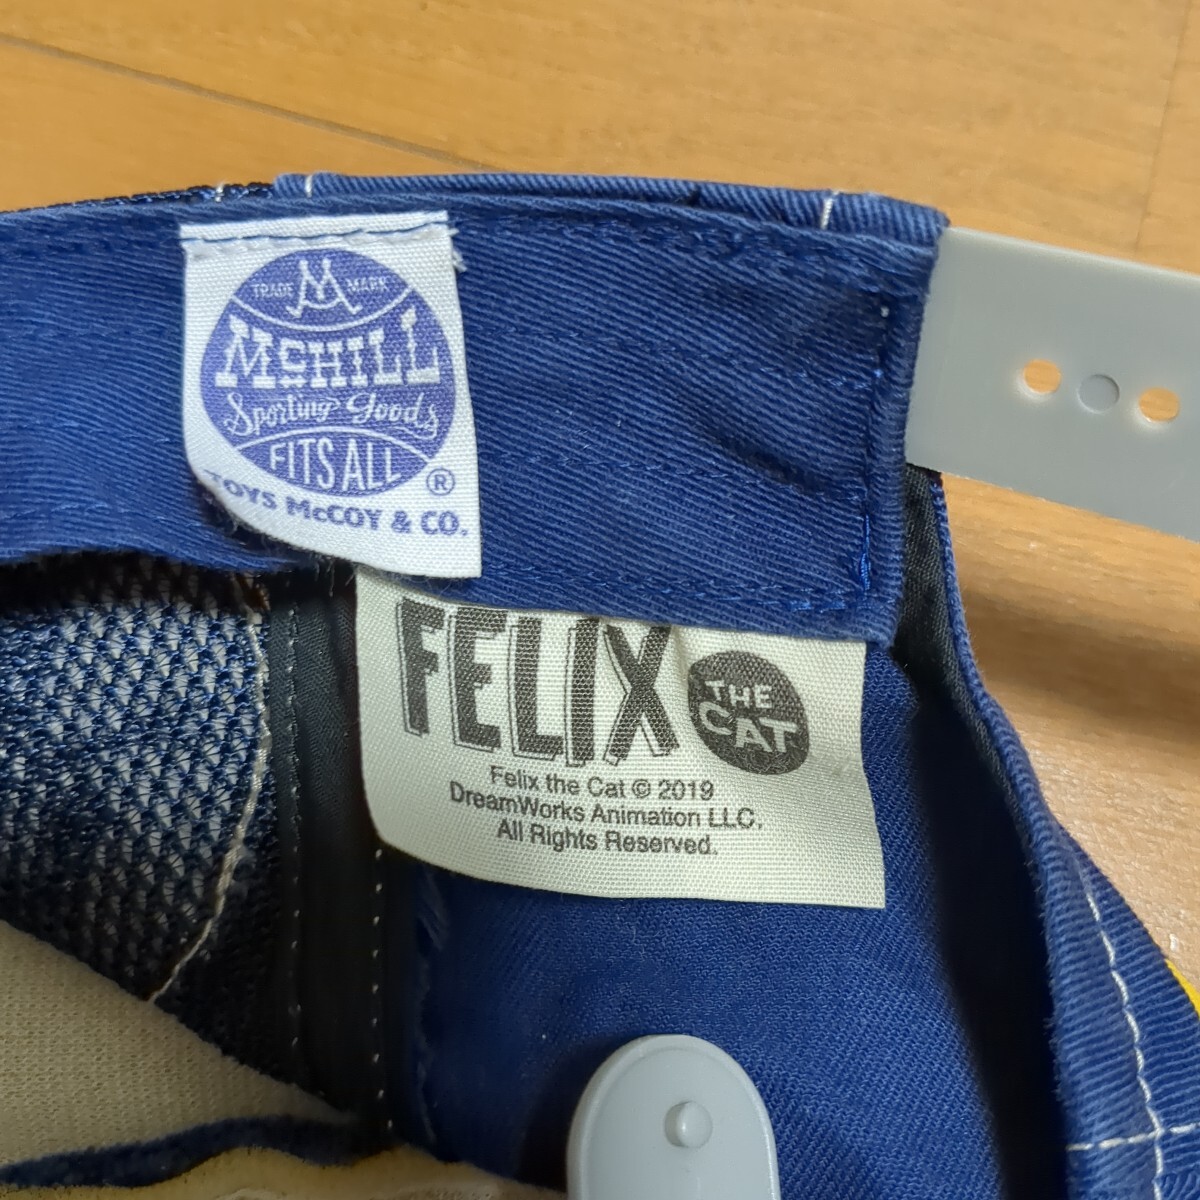 TRADE MARK
McHILL
Sporting Goods
FITS ALL
®
TOYS McCOY & CO.
FELIX
THE
CAT
Felix the Cat © 2019
DreamWorks Animation LLC.
All Rights Reserved.